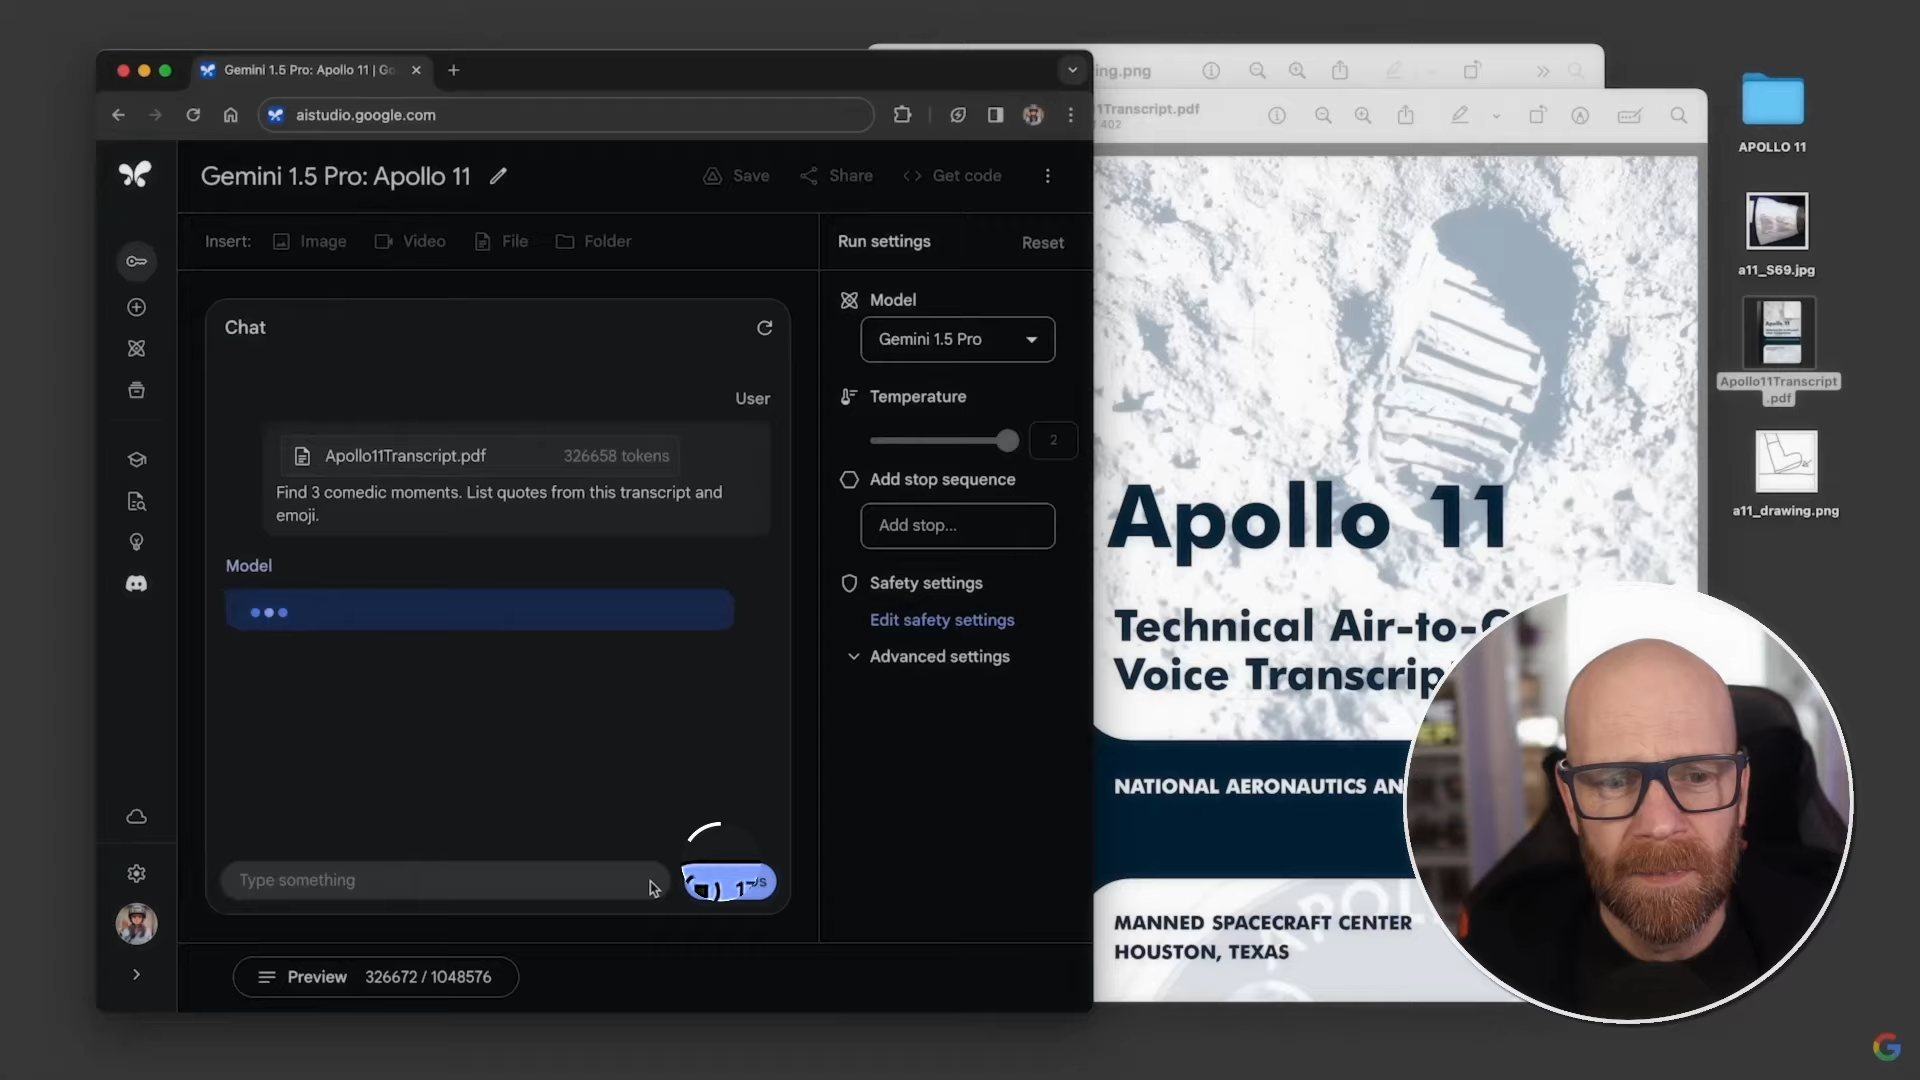 Gemini 1.5 Pro: Apollo 11 | Go
aistudio.google.com
Gemini 1.5 Pro: Apollo 11
Save
Share
Get code
Insert:
Image
Video
File
Folder
Run settings
Reset
Chat
User
Apollo11Transcript.pdf
326658 tokens
Find 3 comedic moments. List quotes from this transcript and
emoji.
Model
Type something
Preview
326672 / 1048576
Model
Gemini 1.5 Pro
Temperature
2
Add stop sequence
Add stop...
Safety settings
Edit safety settings
Advanced settings
ing.png
1Transcript.pdf
402
Apollo 11
Technical Air-to-G
Voice Transcrip
NATIONAL AERONAUTICS AN
MANNED SPACECRAFT CENTER
HOUSTON, TEXAS
APOLLO 11
a11_S69.jpg
Apollo11Transcript
.pdf
a11_drawing.png